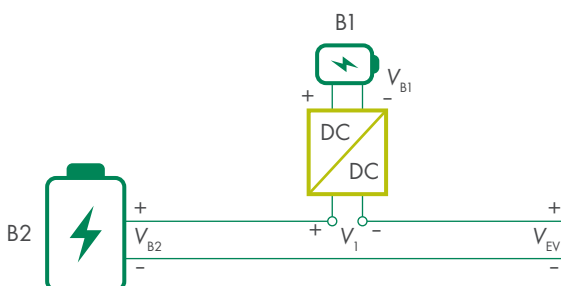 B1
+ – V_B1
DC
DC
B2
+ +
V_B2 + V_1 – V_EV
– –